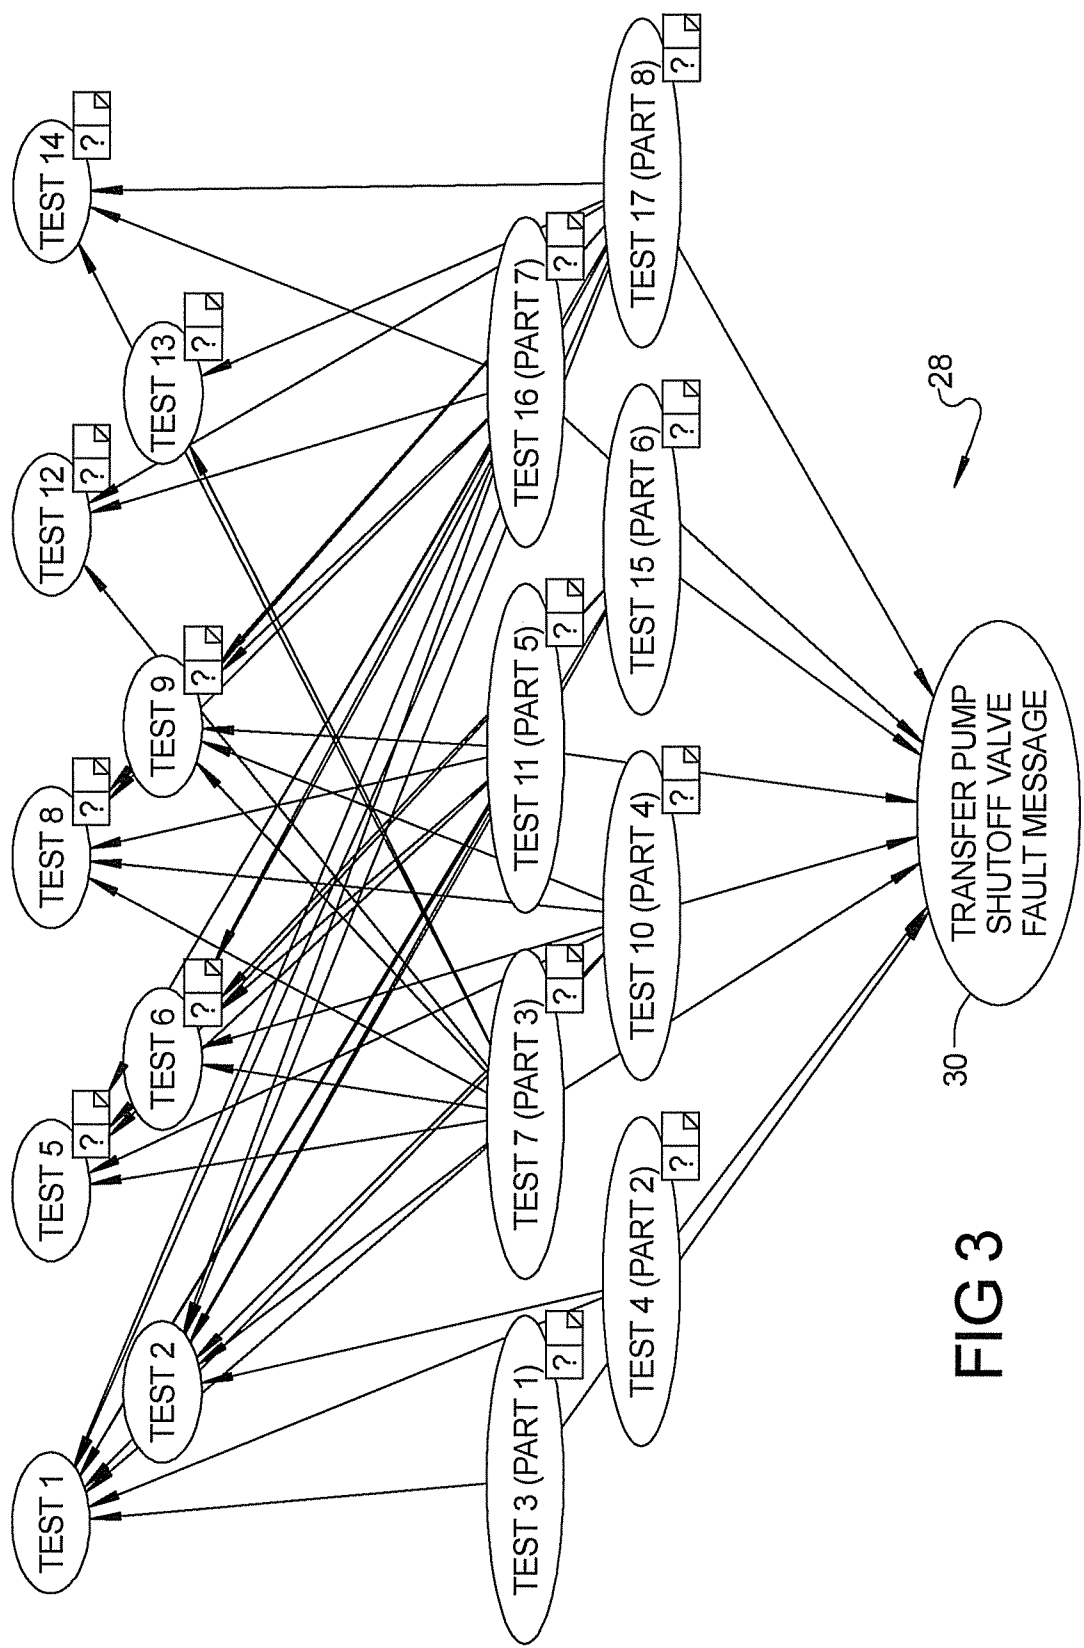 TEST 1
TEST 5
TEST 8
TEST 12
TEST 14
?
?
?
?
TEST 2
TEST 6
TEST 9
TEST 13
?
?
?
TEST 3 (PART 1)
TEST 7 (PART 3)
TEST 11 (PART 5)
TEST 16 (PART 7)
?
?
?
?
TEST 4 (PART 2)
TEST 10 (PART 4)
TEST 15 (PART 6)
TEST 17 (PART 8)
?
?
?
?
30
TRANSFER PUMP
SHUTOFF VALVE
FAULT MESSAGE
28
FIG 3